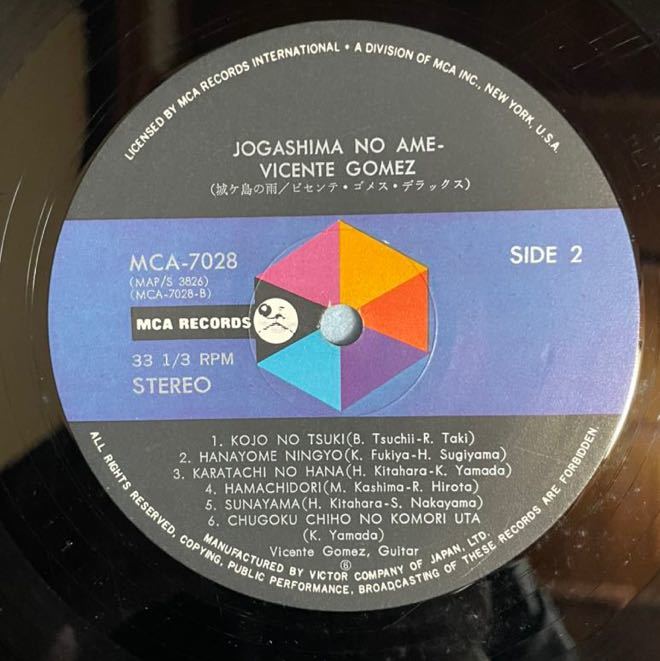 LICENSED BY MCA RECORDS INTERNATIONAL • A DIVISION OF MCA INC., NEW YORK, U.S.A.
JOGASHIMA NO AME-
VICENTE GOMEZ
(城ケ島の雨/ビセンテ・ゴメス・デラックス)
MCA-7028
SIDE 2
(MAP/S 3826)
(MCA-7028-B)
MCA RECORDS
33 1/3 RPM
STEREO
1. KOJO NO TSUKI(B. Tsuchii-R. Taki)
2. HANAYOME NINGYO(K. Fukiya-H. Sugiyama)
3. KARATACHI NO HANA(H. Kitahara-K. Yamada)
4. HAMACHIDORI(M. Kashima-R. Hirota)
5. SUNAYAMA(H. Kitahara-S. Nakayama)
6. CHUGOKU CHIHO NO KOMORI UTA
(K. Yamada)
Vicente Gomez, Guitar
MANUFACTURED BY VICTOR COMPANY OF JAPAN, LTD.
ALL RIGHTS RESERVED, COPYING, PUBLIC PERFORMANCE, BROADCASTING OF THESE RECORDS ARE FORBIDDEN.